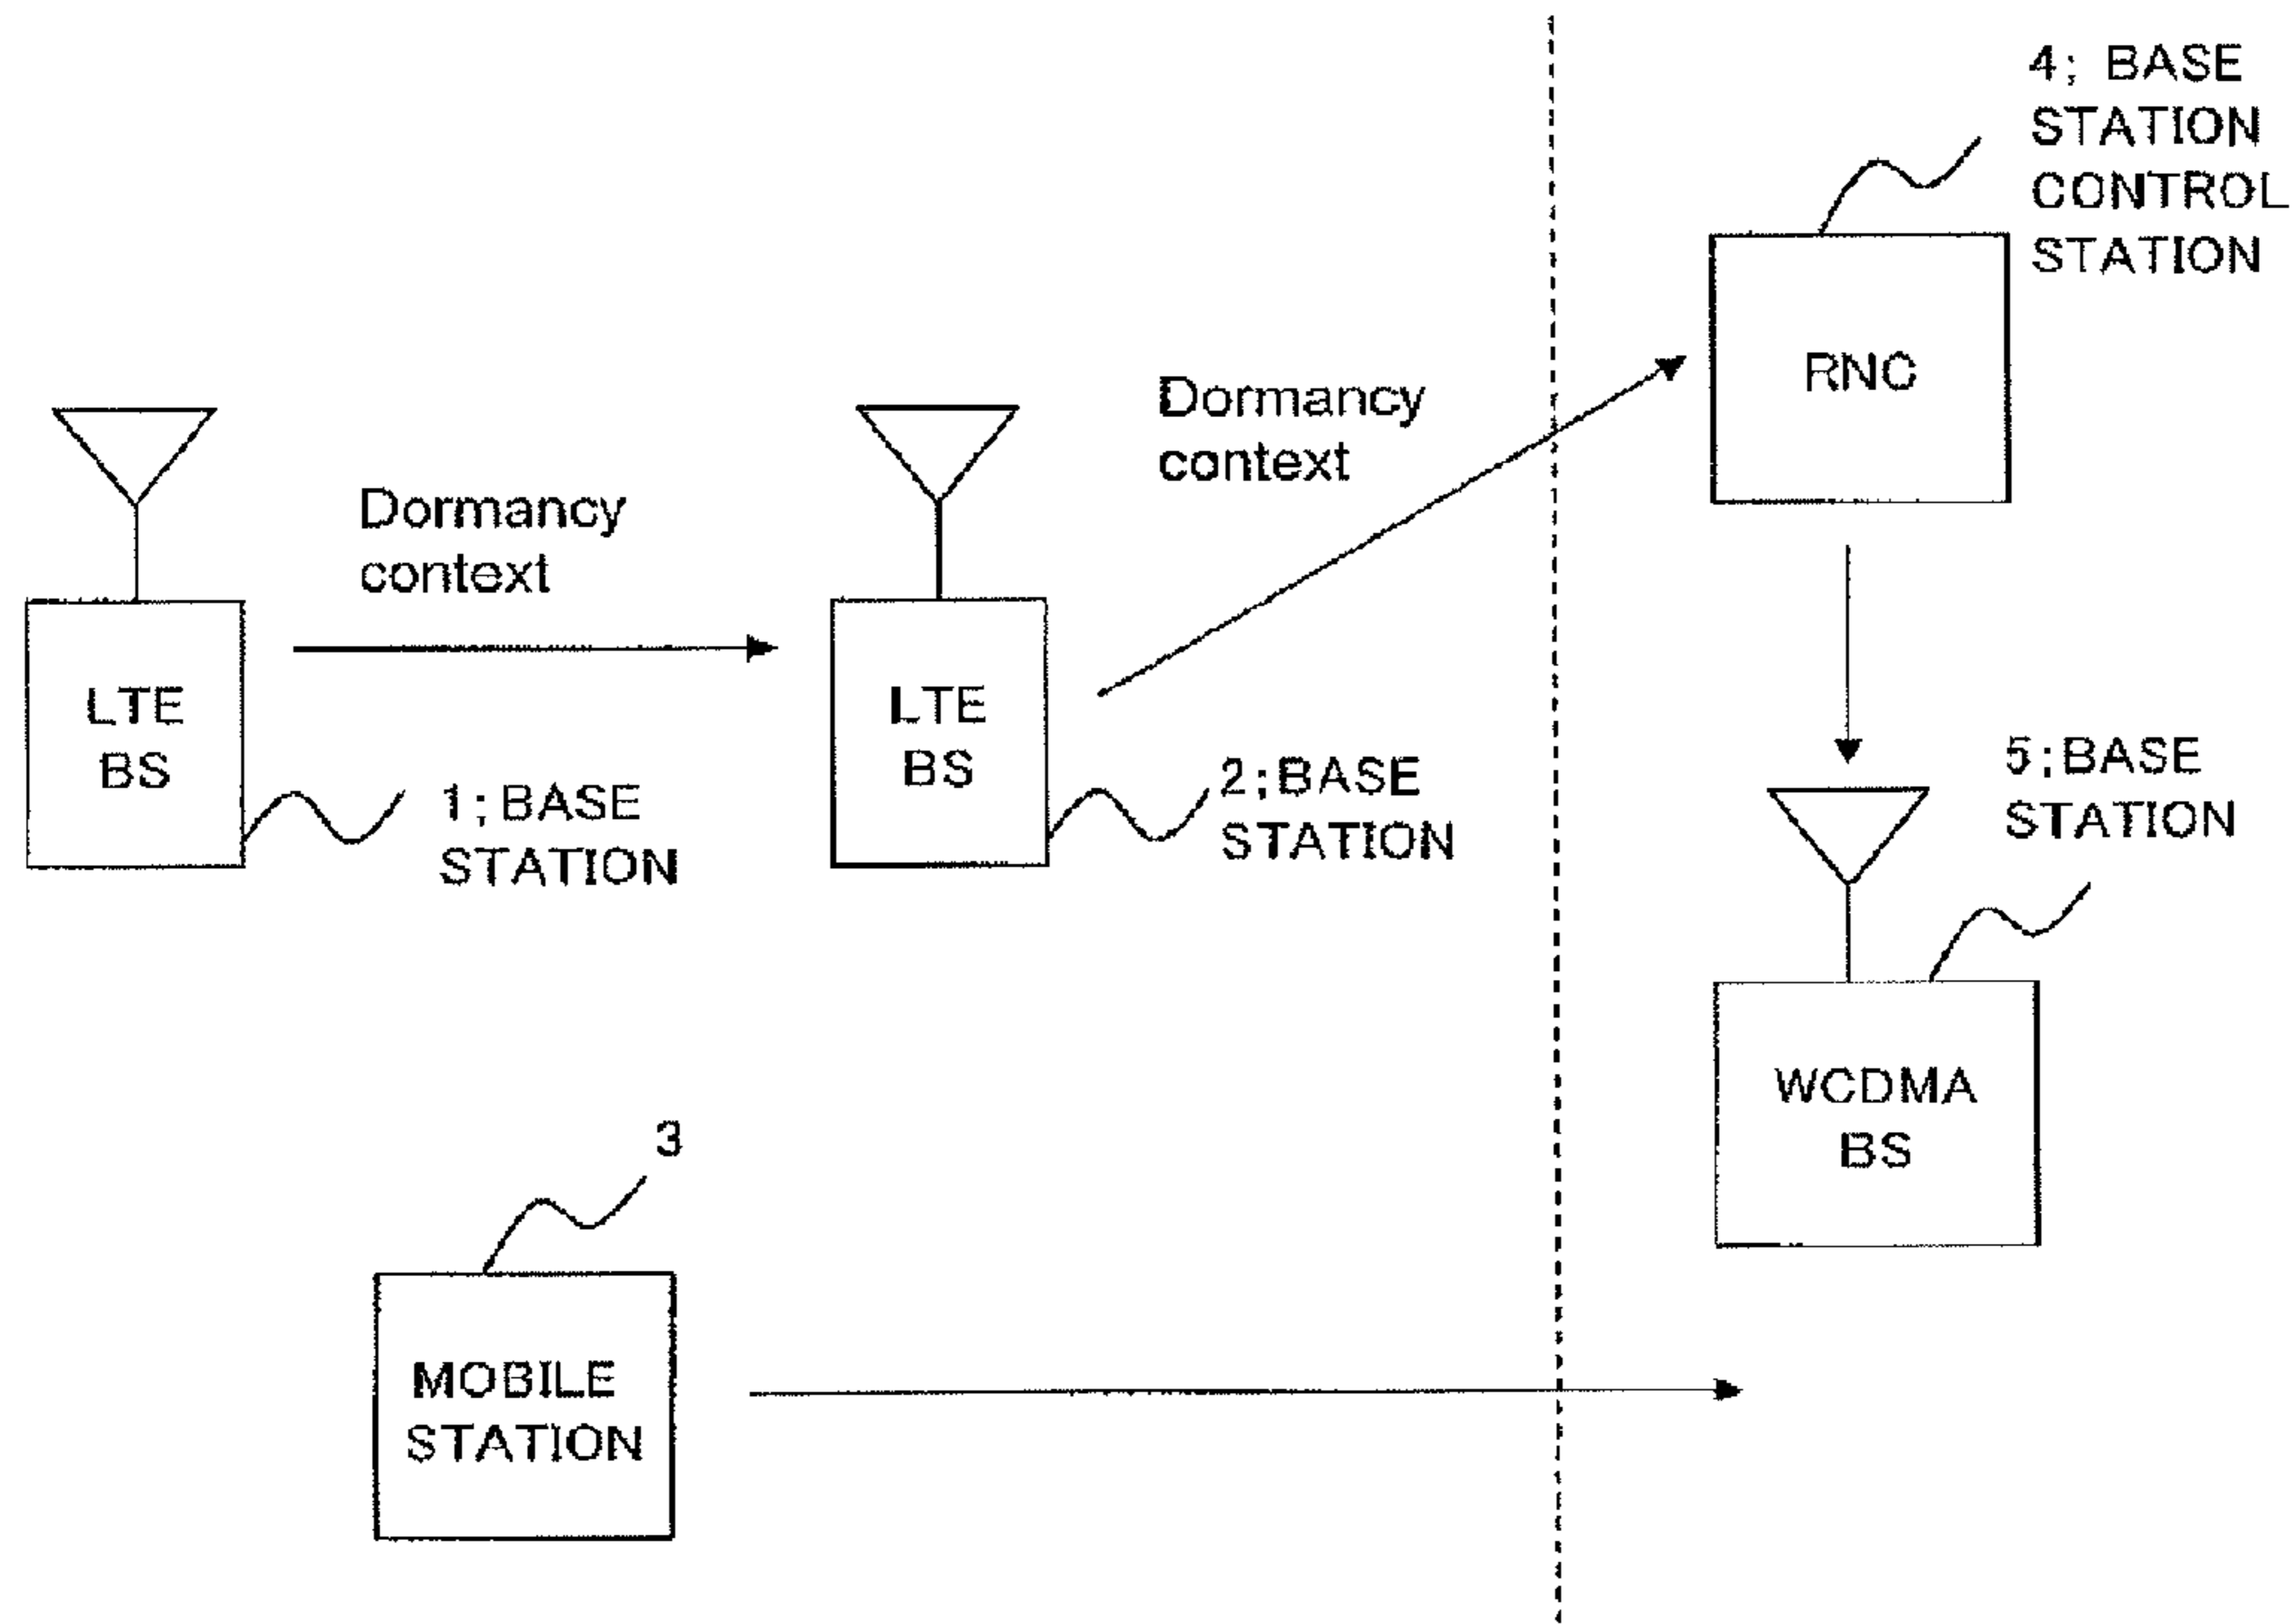 4; BASE
STATION
CONTROL
STATION
RNC
Dormancy
context
Dormancy
context
LTE
BS
LTE
BS
1;BASE
STATION
2;BASE
STATION
5;BASE
STATION
WCDMA
BS
3
MOBILE
STATION